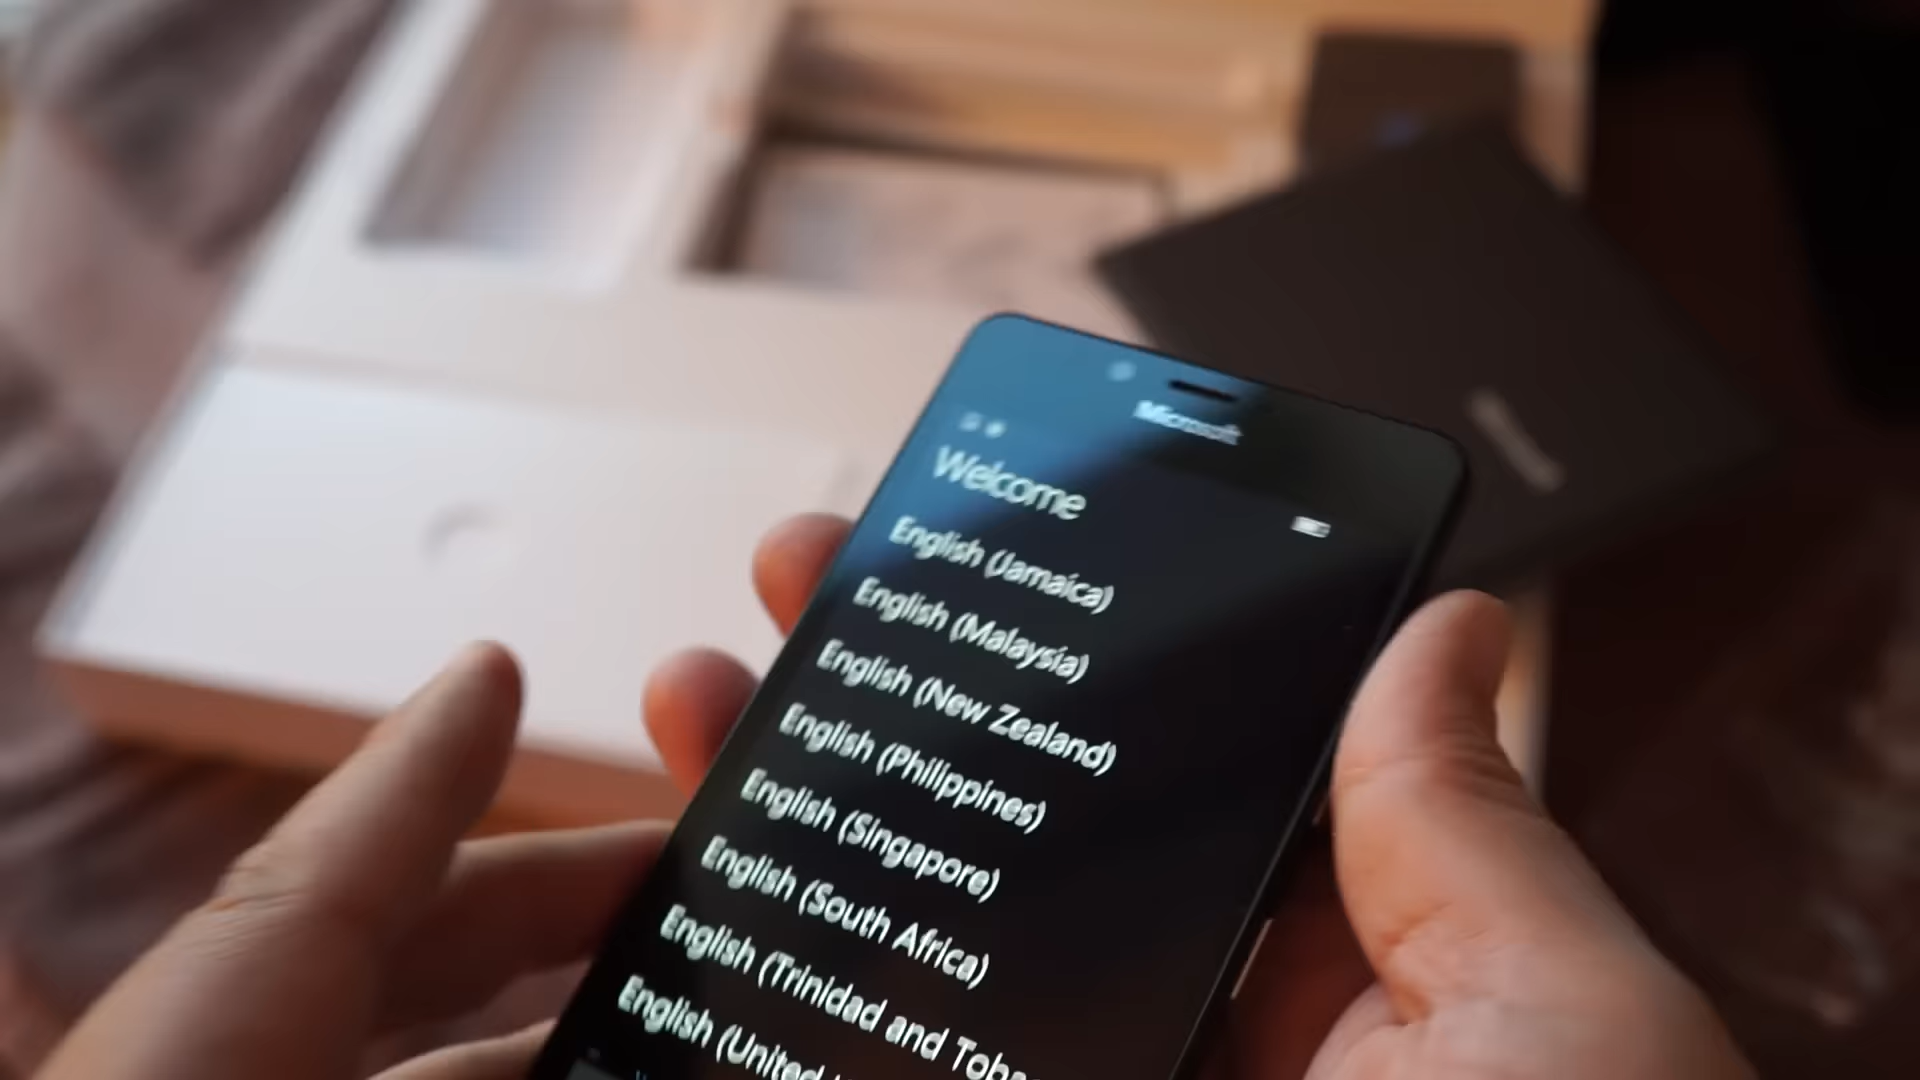 Microsoft
Welcome
English (Jamaica)
English (Malaysia)
English (New Zealand)
English (Philippines)
English (Singapore)
English (South Africa)
English (Trinidad and
English (United